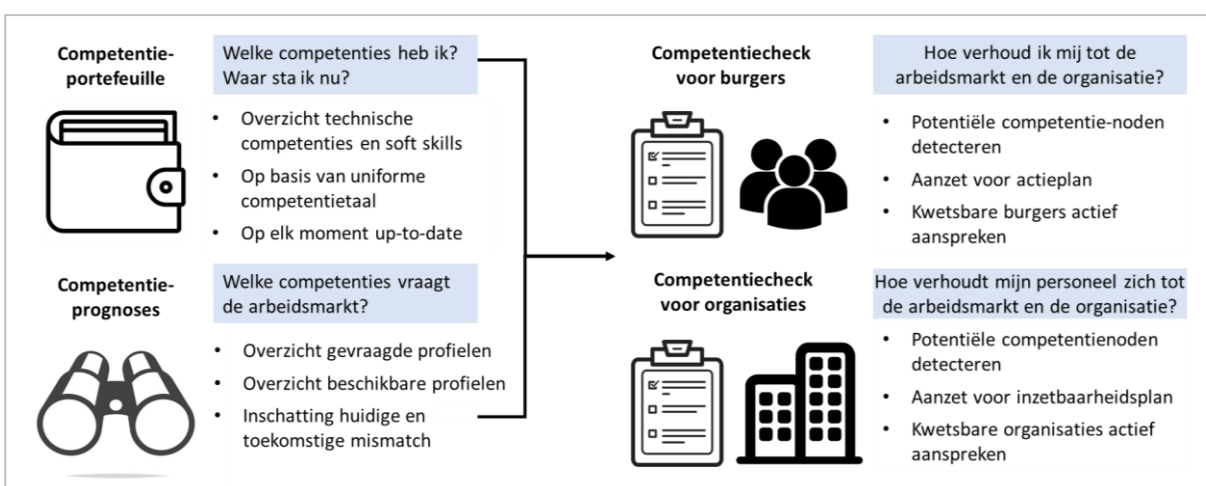 Competentie-
portefeuille
Welke competenties heb ik?
Waar sta ik nu?
• Overzicht technische
competenties en soft skills
• Op basis van uniforme
competentietaal
• Op elk moment up-to-date
Competentie-
prognoses
Welke competenties vraagt
de arbeidsmarkt?
• Overzicht gevraagde profielen
• Overzicht beschikbare profielen
• Inschatting huidige en
toekomstige mismatch
Competentiecheck
voor burgers
Hoe verhoud ik mij tot de
arbeidsmarkt en de organisatie?
• Potentiële competentie-noden
detecteren
• Aanzet voor actieplan
• Kwetsbare burgers actief
aanspreken
Competentiecheck
voor organisaties
Hoe verhoudt mijn personeel zich tot
de arbeidsmarkt en de organisatie?
• Potentiële competentienoden
detecteren
• Aanzet voor inzetbaarheidsplan
• Kwetsbare organisaties actief
aanspreken